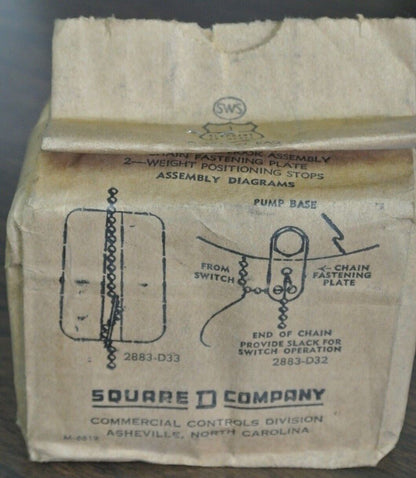 SWS
HOOK ASSEMBLY
CHAIN FASTENING PLATE
2—WEIGHT POSITIONING STOPS
ASSEMBLY DIAGRAMS
PUMP BASE
FROM
SWITCH
CHAIN
FASTENING
PLATE
2883-D33
END OF CHAIN
PROVIDE SLACK FOR
SWITCH OPERATION
2883-D32
SQUARE D COMPANY
COMMERCIAL CONTROLS DIVISION
ASHEVILLE, NORTH CAROLINA